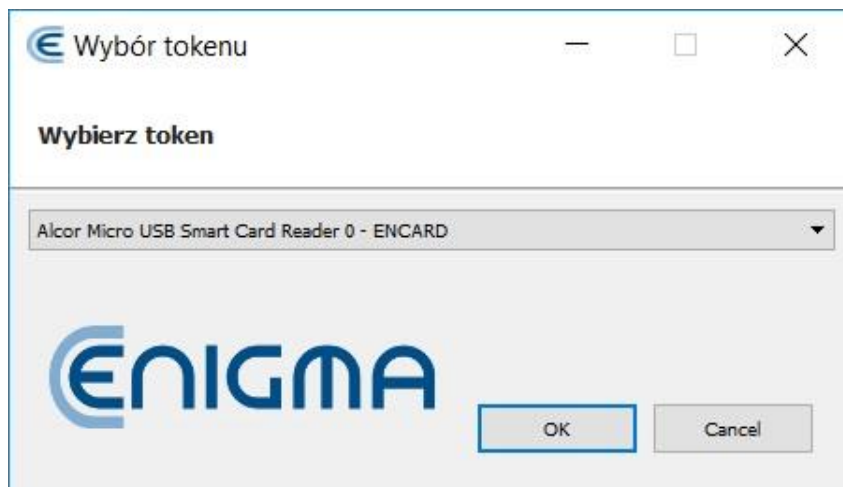 Wybór tokenu
Wybierz token
Alcor Micro USB Smart Card Reader 0 - ENCARD
ENIGMA
OK
Cancel